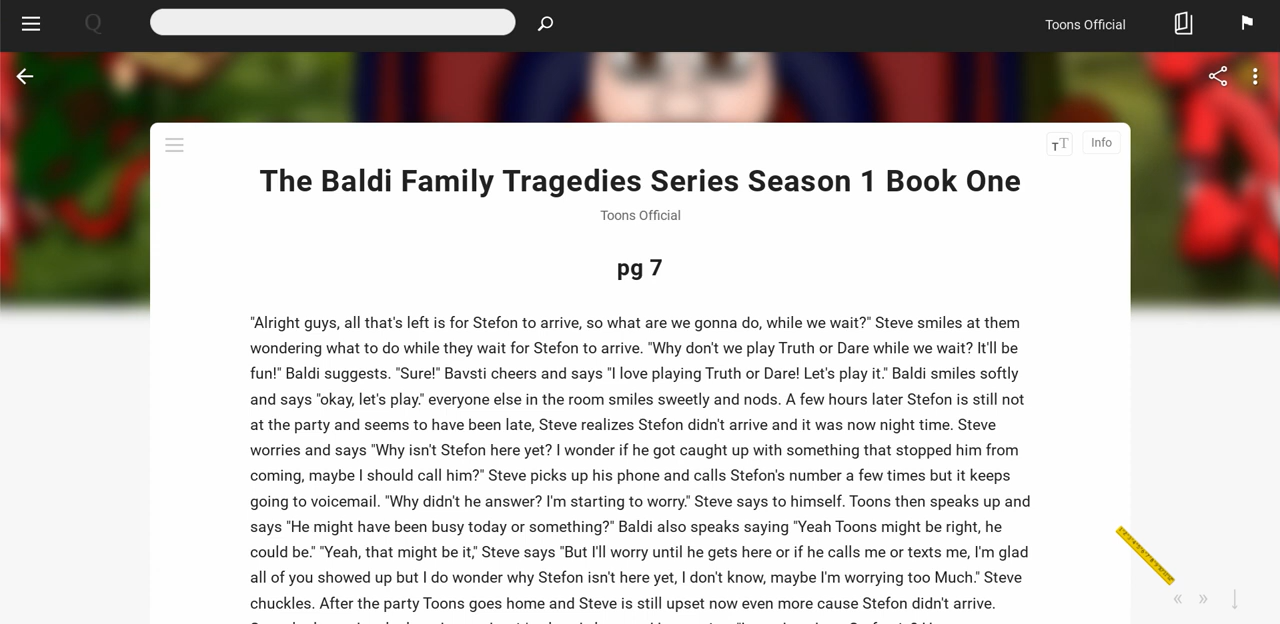 Q
Toons Official
TT Info
The Baldi Family Tragedies Series Season 1 Book One
Toons Official
pg 7
"Alright guys, all that's left is for Stefon to arrive, so what are we gonna do, while we wait?" Steve smiles at them
wondering what to do while they wait for Stefon to arrive. "Why don't we play Truth or Dare while we wait? It'll be
fun!" Baldi suggests. "Sure!" Bavsti cheers and says "I love playing Truth or Dare! Let's play it." Baldi smiles softly
and says "okay, let's play." everyone else in the room smiles sweetly and nods. A few hours later Stefon is still not
at the party and seems to have been late, Steve realizes Stefon didn't arrive and it was now night time. Steve
worries and says "Why isn't Stefon here yet? I wonder if he got caught up with something that stopped him from
coming, maybe I should call him?" Steve picks up his phone and calls Stefon's number a few times but it keeps
going to voicemail. "Why didn't he answer? I'm starting to worry." Steve says to himself. Toons then speaks up and
says "He might have been busy today or something?" Baldi also speaks saying "Yeah Toons might be right, he
could be." "Yeah, that might be it," Steve says "But I'll worry until he gets here or if he calls me or texts me, I'm glad
all of you showed up but I do wonder why Stefon isn't here yet, I don't know, maybe I'm worrying too Much." Steve
chuckles. After the party Toons goes home and Steve is still upset now even more cause Stefon didn't arrive.